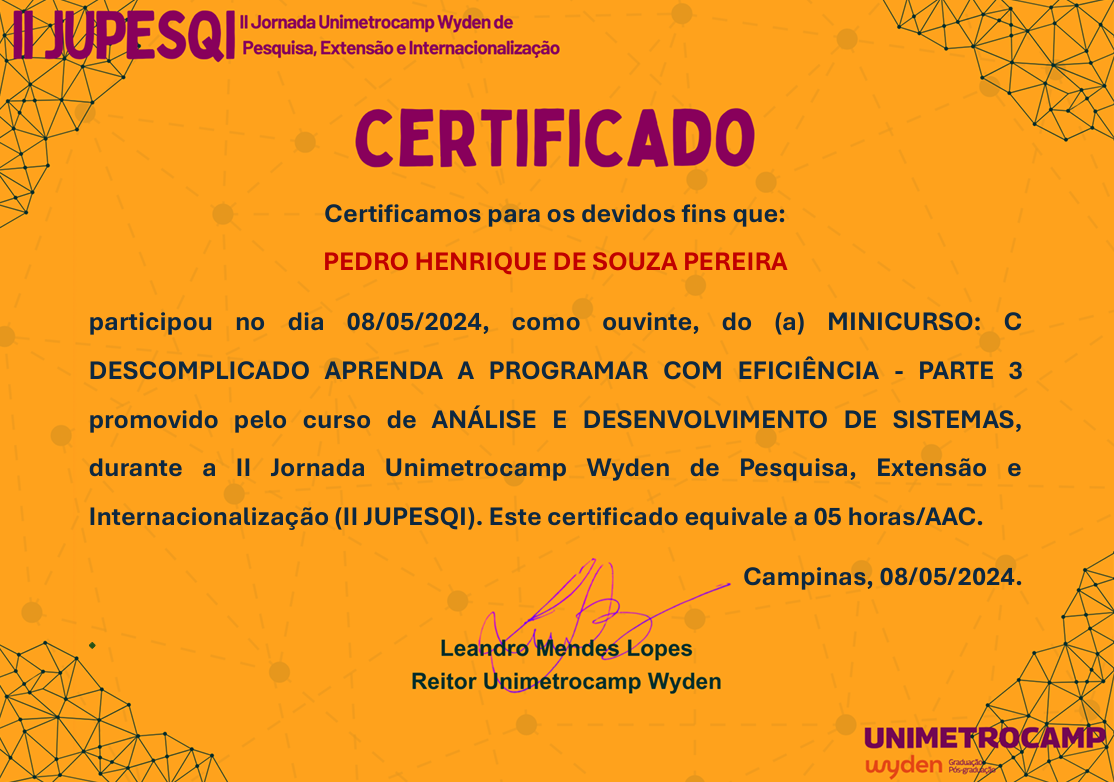 II JUPESQI
II Jornada Unimetrocamp Wyden de
Pesquisa, Extensão e Internacionalização
CERTIFICADO
Certificamos para os devidos fins que:
PEDRO HENRIQUE DE SOUZA PEREIRA
participou no dia 08/05/2024, como ouvinte, do (a) MINICURSO: C
DESCOMPLICADO APRENDA A PROGRAMAR COM EFICIÊNCIA - PARTE 3
promovido pelo curso de ANÁLISE E DESENVOLVIMENTO DE SISTEMAS,
durante a II Jornada Unimetrocamp Wyden de Pesquisa, Extensão e
Internacionalização (II JUPESQI). Este certificado equivale a 05 horas/AAC.
Campinas, 08/05/2024.
Leandro Mendes Lopes
Reitor Unimetrocamp Wyden
UNIMETROCAMP
wyden
Graduação
Pós-graduação